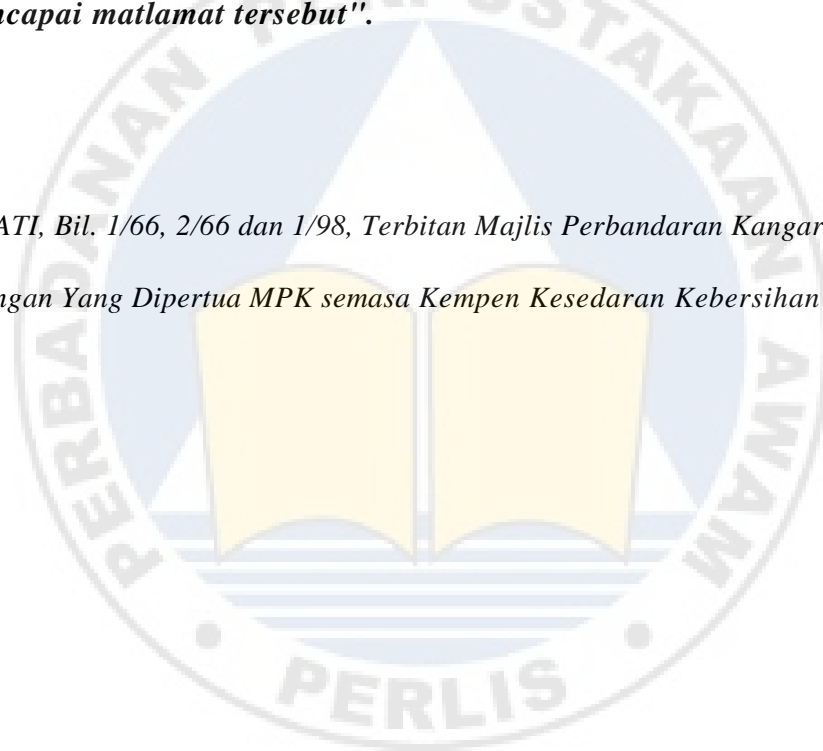 ncapai matlamat tersebut".
ATI, Bil. 1/66, 2/66 dan 1/98, Terbitan Majlis Perbandaran Kangar
ngan Yang Dipertua MPK semasa Kempen Kesedaran Kebersihan
PERBADANAN PERPUSTAKAAN AWAM
• PERLIS •